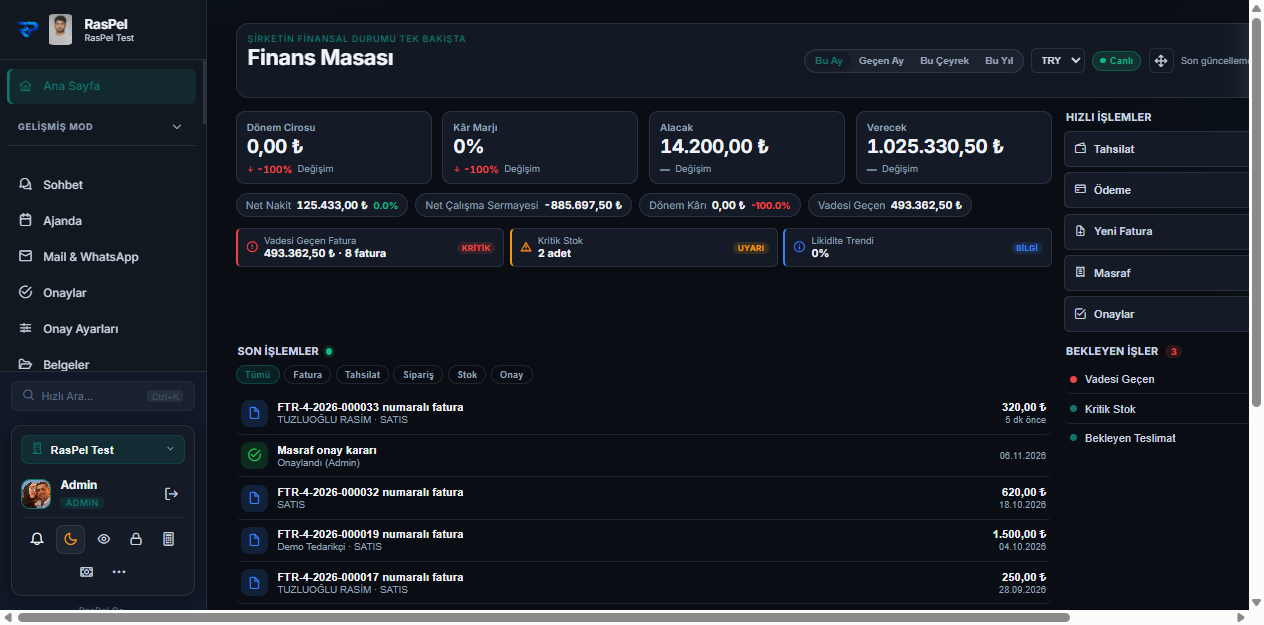 RasPel
RasPel Test
Ana Sayfa
GELİŞMİŞ MOD
Sohbet
Ajanda
Mail & WhatsApp
Onaylar
Onay Ayarları
Belgeler
Hızlı Ara...
Ctrl+K
RasPel Test
Admin
ADMIN
ŞİRKETİN FİNANSAL DURUMU TEK BAKIŞTA
Finans Masası
Bu Ay
Geçen Ay
Bu Çeyrek
Bu Yıl
TRY
Canlı
Son güncelleme
Dönem Cirosu
0,00 ₺
-100% Değişim
Kâr Marjı
0%
-100% Değişim
Alacak
14.200,00 ₺
— Değişim
Verecek
1.025.330,50 ₺
— Değişim
Net Nakit 125.433,00 ₺ 0.0%
Net Çalışma Sermayesi -885.697,50 ₺
Dönem Kârı 0,00 ₺ -100.0%
Vadesi Geçen 493.362,50 ₺
Vadesi Geçen Fatura
493.362,50 ₺ · 8 fatura
KRİTİK
Kritik Stok
2 adet
UYARI
Likidite Trendi
0%
BİLGİ
SON İŞLEMLER
Tümü
Fatura
Tahsilat
Sipariş
Stok
Onay
FTR-4-2026-000033 numaralı fatura
TUZLUOĞLU RASİM · SATIS
320,00 ₺
5 dk önce
Masraf onay kararı
Onaylandı (Admin)
06.11.2026
FTR-4-2026-000032 numaralı fatura
SATIS
620,00 ₺
18.10.2026
FTR-4-2026-000019 numaralı fatura
Demo Tedarikçi · SATIS
1.500,00 ₺
04.10.2026
FTR-4-2026-000017 numaralı fatura
TUZLUOĞLU RASİM · SATIS
250,00 ₺
28.09.2026
HIZLI İŞLEMLER
Tahsilat
Ödeme
Yeni Fatura
Masraf
Onaylar
BEKLEYEN İŞLER 3
Vadesi Geçen
Kritik Stok
Bekleyen Teslimat